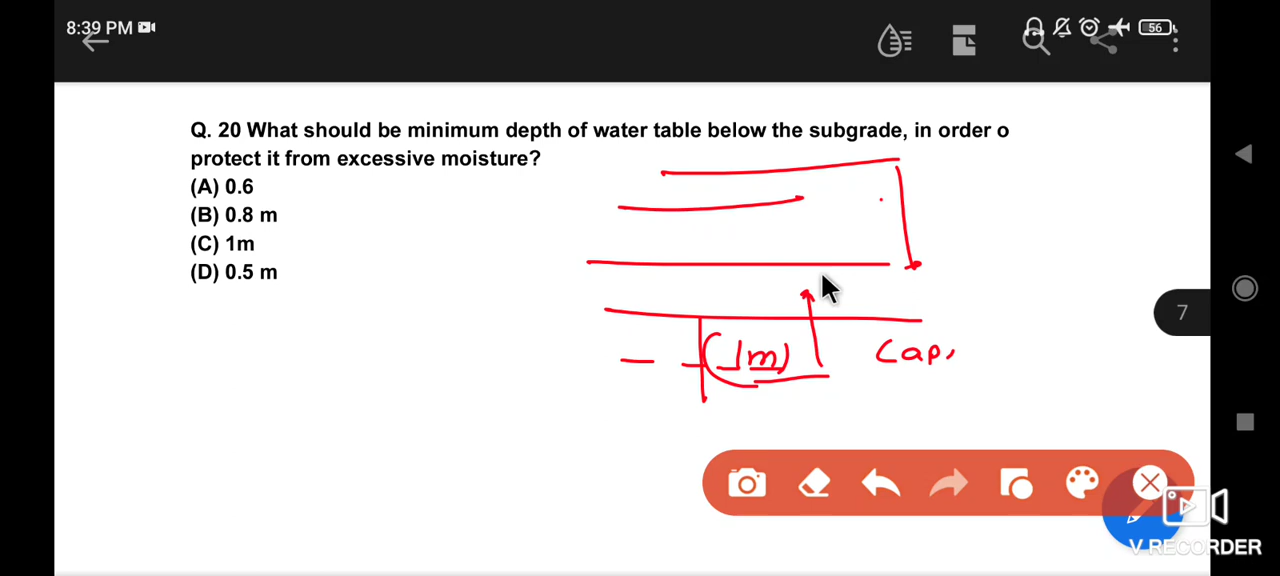 8:39 PM
56
Q. 20 What should be minimum depth of water table below the subgrade, in order o
protect it from excessive moisture?
(A) 0.6
(B) 0.8 m
(C) 1m
(D) 0.5 m
7
(1m)
Cap,
V RECORDER